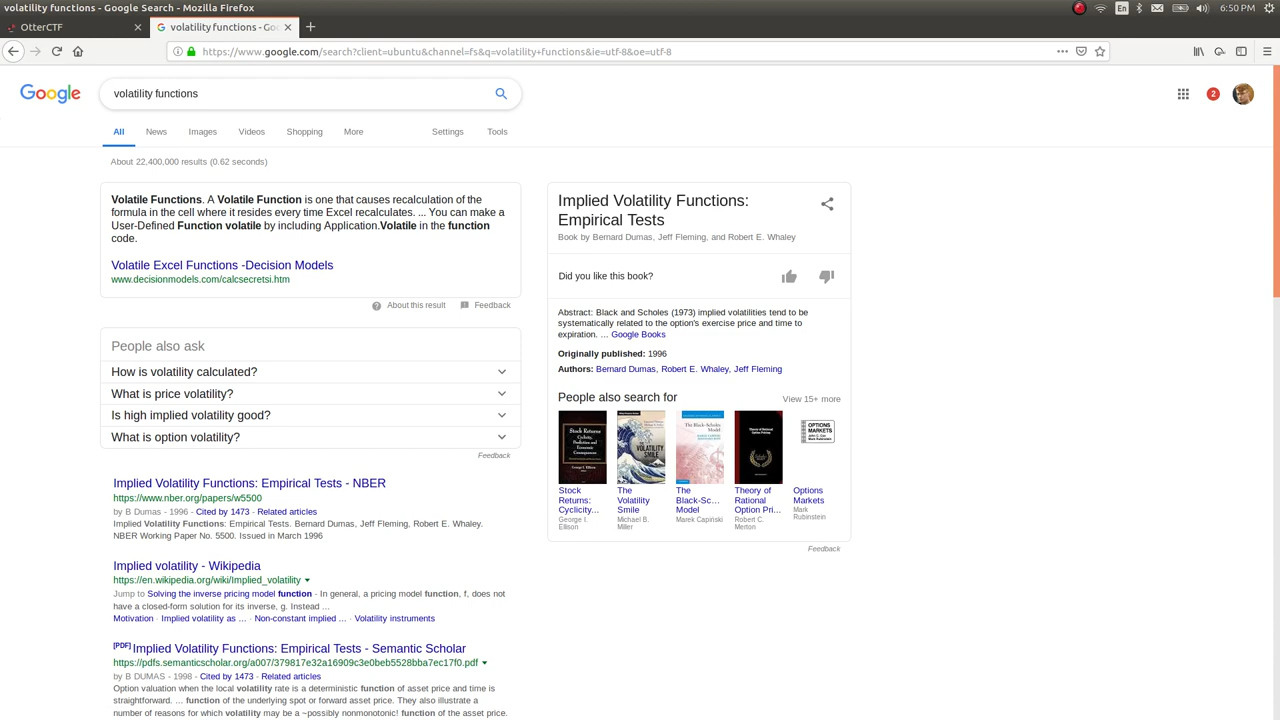 volatility functions - Google Search - Mozilla Firefox
En
6:50 PM
OtterCTF
volatility functions - Goo
https://www.google.com/search?client=ubuntu&channel=fs&q=volatility+functions&ie=utf-8&oe=utf-8
Google
volatility functions
2
All
News
Images
Videos
Shopping
More
Settings
Tools
About 22,400,000 results (0.62 seconds)
Volatile Functions. A Volatile Function is one that causes recalculation of the
formula in the cell where it resides every time Excel recalculates. ... You can make a
User-Defined Function volatile by including Application.Volatile in the function
code.
Volatile Excel Functions -Decision Models
www.decisionmodels.com/calcsecretsi.htm
About this result
Feedback
People also ask
How is volatility calculated?
What is price volatility?
Is high implied volatility good?
What is option volatility?
Feedback
Implied Volatility Functions: Empirical Tests - NBER
https://www.nber.org/papers/w5500
by B Dumas - 1996 - Cited by 1473 - Related articles
Implied Volatility Functions: Empirical Tests. Bernard Dumas, Jeff Fleming, Robert E. Whaley.
NBER Working Paper No. 5500. Issued in March 1996
Implied volatility - Wikipedia
https://en.wikipedia.org/wiki/Implied_volatility
Jump to Solving the inverse pricing model function - In general, a pricing model function, f, does not
have a closed-form solution for its inverse, g. Instead ...
Motivation · Implied volatility as ... · Non-constant implied ... · Volatility instruments
[PDF] Implied Volatility Functions: Empirical Tests - Semantic Scholar
https://pdfs.semanticscholar.org/a007/379817e32a16909c3e0beb5528bba7ec17f0.pdf
by B DUMAS - 1998 - Cited by 1473 - Related articles
Option valuation when the local volatility rate is a deterministic function of asset price and time is
straightforward. ... function of the underlying spot or forward asset price. They also illustrate a
number of reasons for which volatility may be a ~possibly nonmonotonic! function of the asset price.
Implied Volatility Functions:
Empirical Tests
Book by Bernard Dumas, Jeff Fleming, and Robert E. Whaley
Did you like this book?
Abstract: Black and Scholes (1973) implied volatilities tend to be
systematically related to the option's exercise price and time to
expiration. ... Google Books
Originally published: 1996
Authors: Bernard Dumas, Robert E. Whaley, Jeff Fleming
People also search for
View 15+ more
Stock
Returns:
Cyclicity...
George I.
Ellison
The
Volatility
Smile
Michael B.
Miller
The
Black-Sc...
Model
Marek Capiński
Theory of
Rational
Option Pri...
Robert C.
Merton
OPTIONS
MARKETS
Options
Markets
Mark
Rubinstein
Feedback